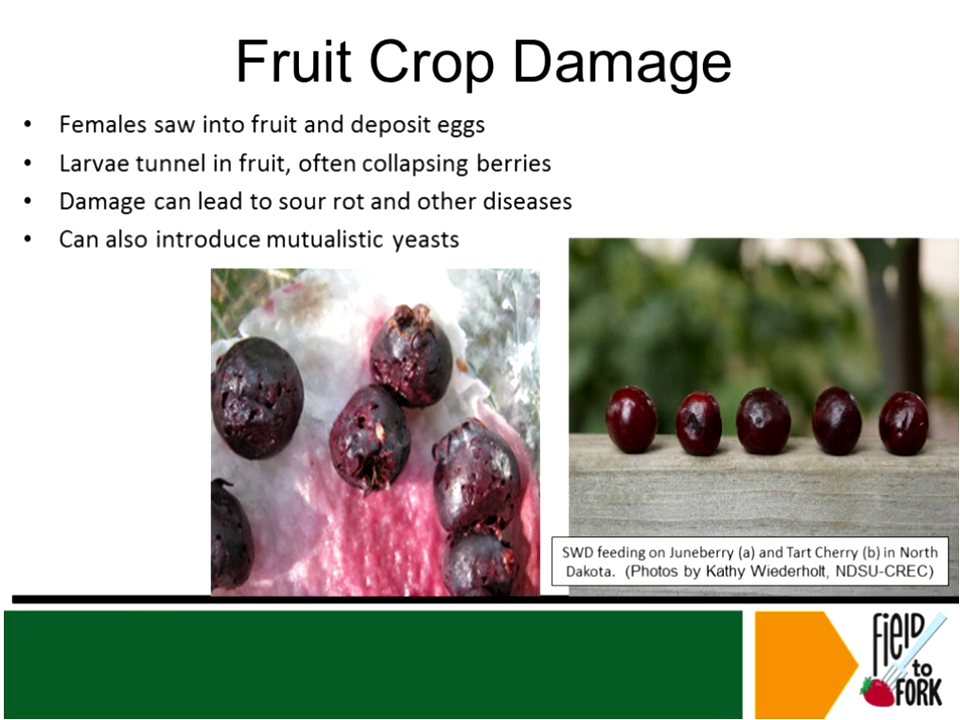 Fruit Crop Damage
• Females saw into fruit and deposit eggs
• Larvae tunnel in fruit, often collapsing berries
• Damage can lead to sour rot and other diseases
• Can also introduce mutualistic yeasts
SWD feeding on Juneberry (a) and Tart Cherry (b) in North
Dakota. (Photos by Kathy Wiederholt, NDSU-CREC)
FiELD
to
FORK